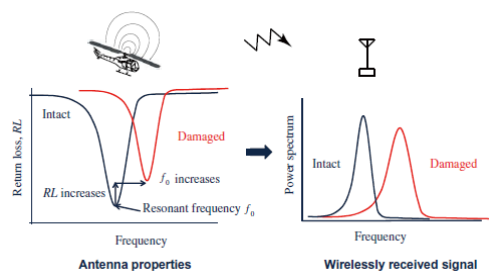 Return loss, RL
Intact
Damaged
f₀ increases
RL increases
Resonant frequency f₀
Frequency
Antenna properties
Power spectrum
Intact
Damaged
Frequency
Wirelessly received signal